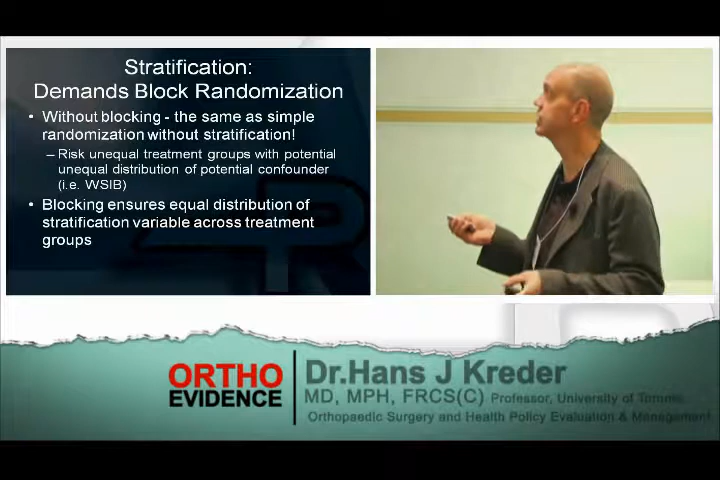 Stratification:
Demands Block Randomization
• Without blocking - the same as simple
randomization without stratification!
– Risk unequal treatment groups with potential
unequal distribution of potential confounder
(i.e. WSIB)
• Blocking ensures equal distribution of
stratification variable across treatment
groups
ORTHO
EVIDENCE
Dr.Hans J Kreder
MD, MPH, FRCS(C) Professor, University of Toronto
Orthopaedic Surgery and Health Policy Evaluation & Management